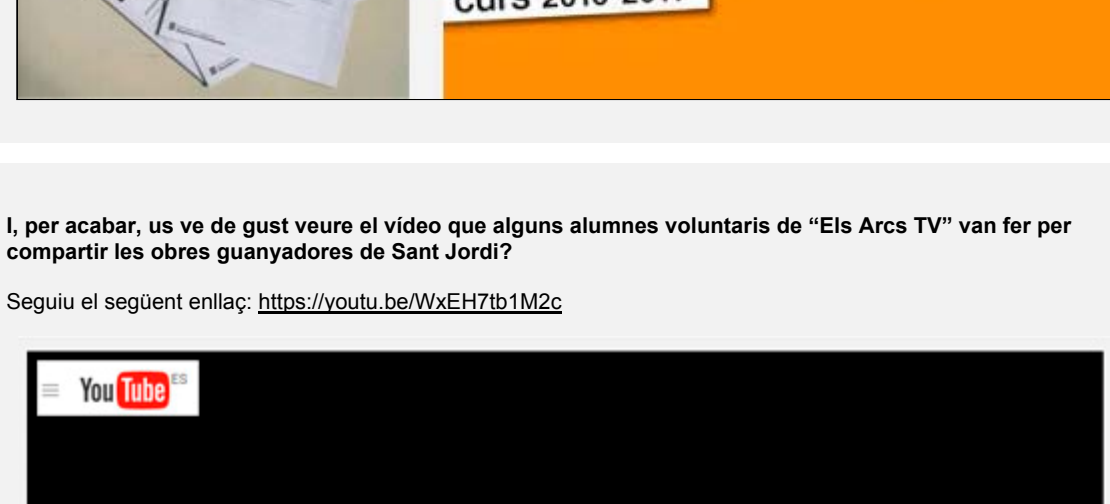 Curs 2016-2017
I, per acabar, us ve de gust veure el vídeo que alguns alumnes voluntaris de “Els Arcs TV” van fer per
compartir les obres guanyadores de Sant Jordi?
Seguiu el següent enllaç: https://youtu.be/WxEH7tb1M2c
YouTube ES